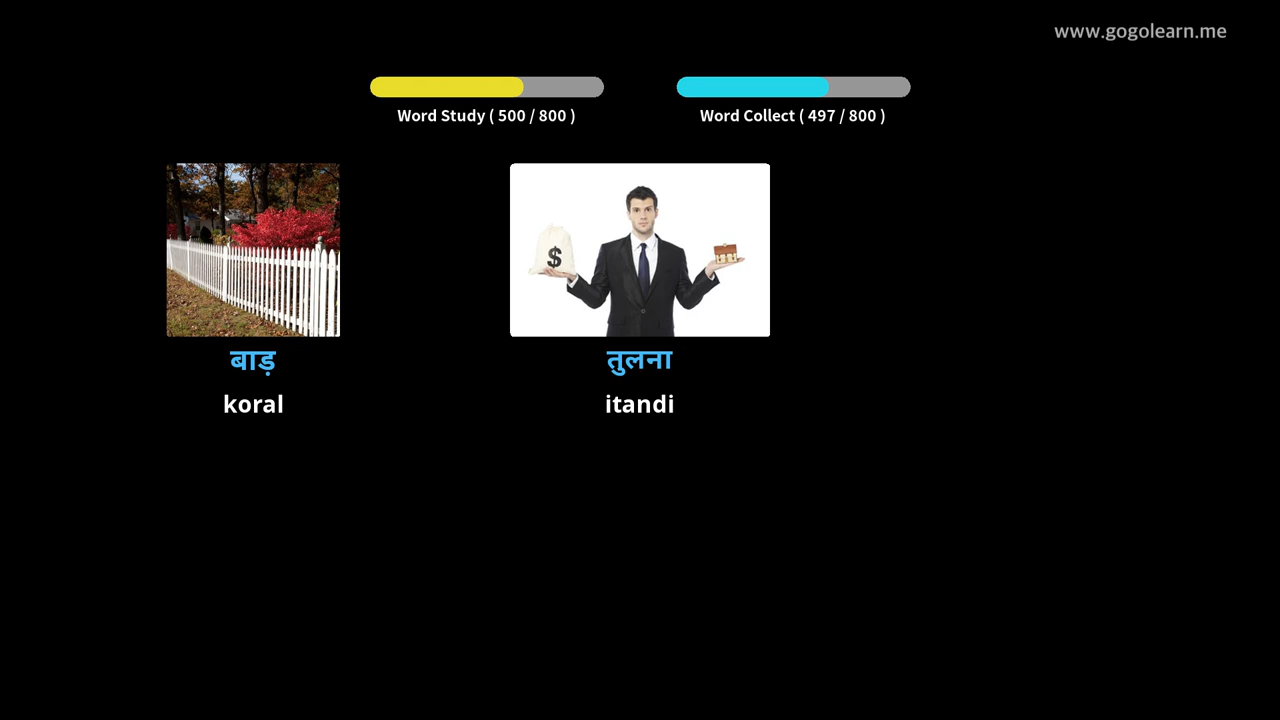 www.gogolearn.me
Word Study ( 500 / 800 )
Word Collect ( 497 / 800 )
$
बाड़
तुलना
koral
itandi